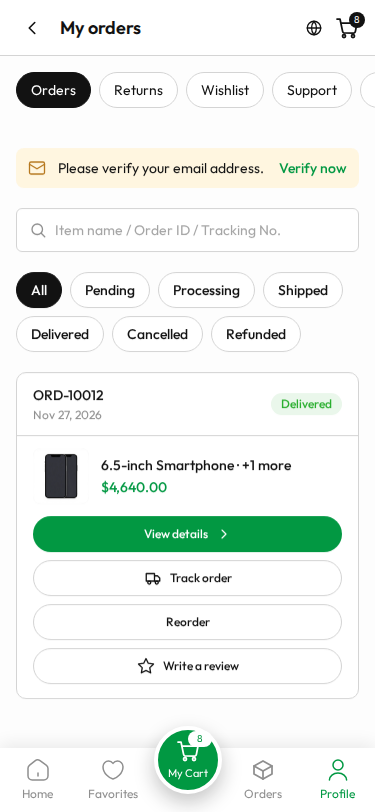 My orders
8
Orders
Returns
Wishlist
Support
Please verify your email address. Verify now
Item name / Order ID / Tracking No.
All
Pending
Processing
Shipped
Delivered
Cancelled
Refunded
ORD-10012
Nov 27, 2026
Delivered
6.5-inch Smartphone · +1 more
$4,640.00
View details
Track order
Reorder
Write a review
8
My Cart
Home
Favorites
Orders
Profile